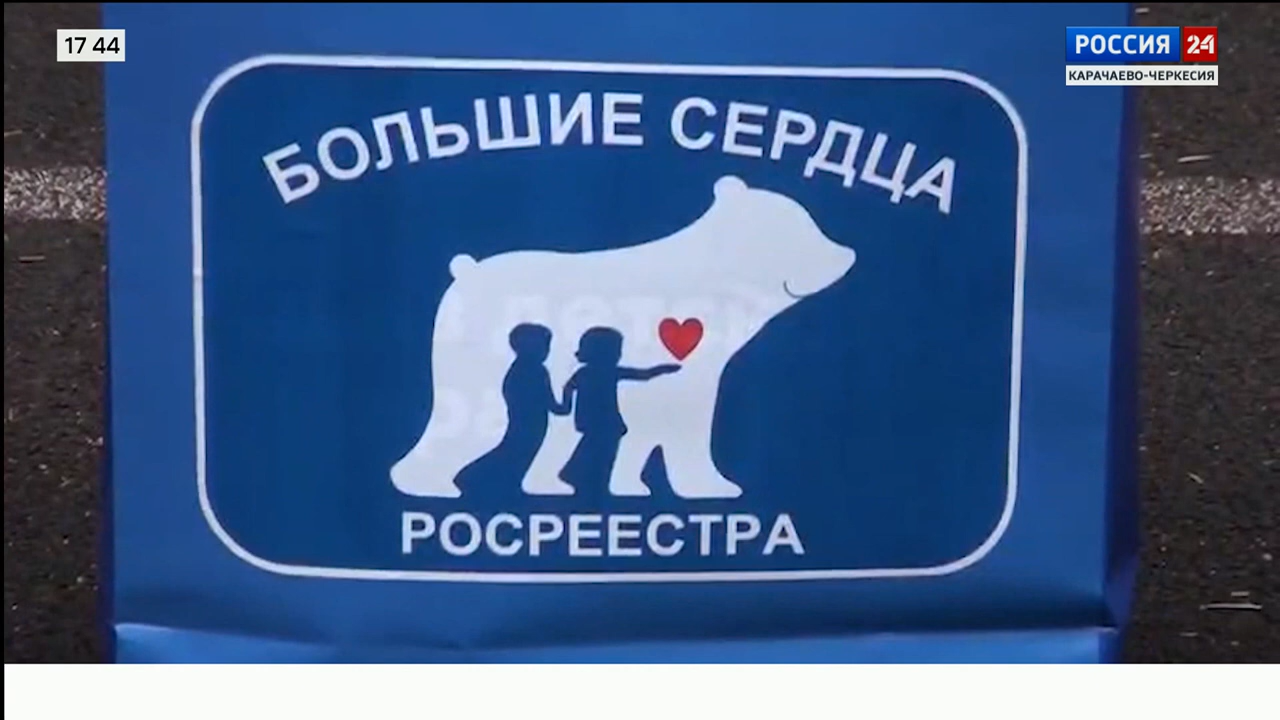 17 44
РОССИЯ 24
КАРАЧАЕВО-ЧЕРКЕСИЯ
БОЛЬШИЕ СЕРДЦА
РОСРЕЕСТРА